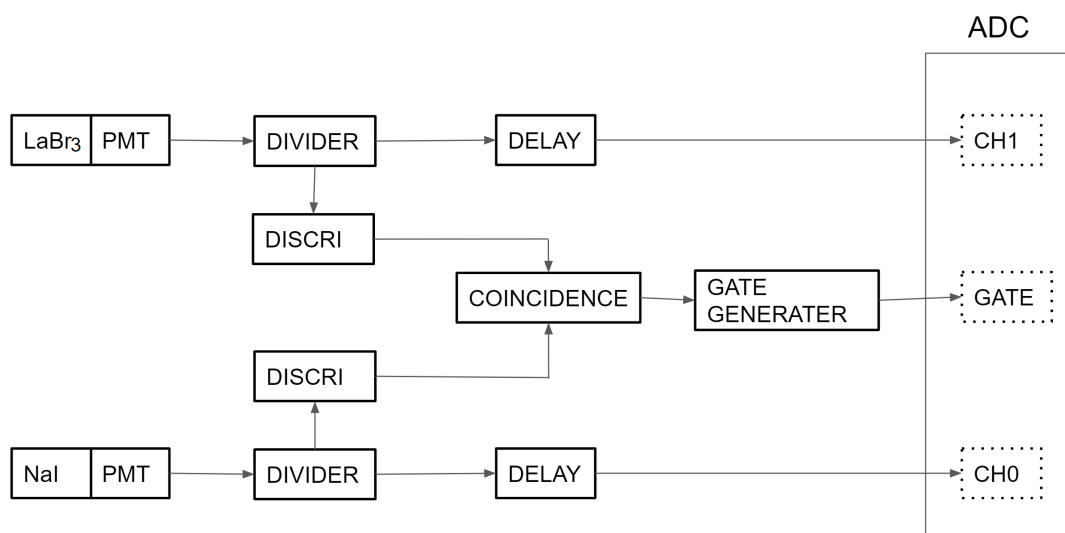 ADC
LaBr₃ PMT DIVIDER DELAY CH1
DISCRI
COINCIDENCE
GATE
GENERATER
GATE
DISCRI
NaI PMT DIVIDER DELAY CH0